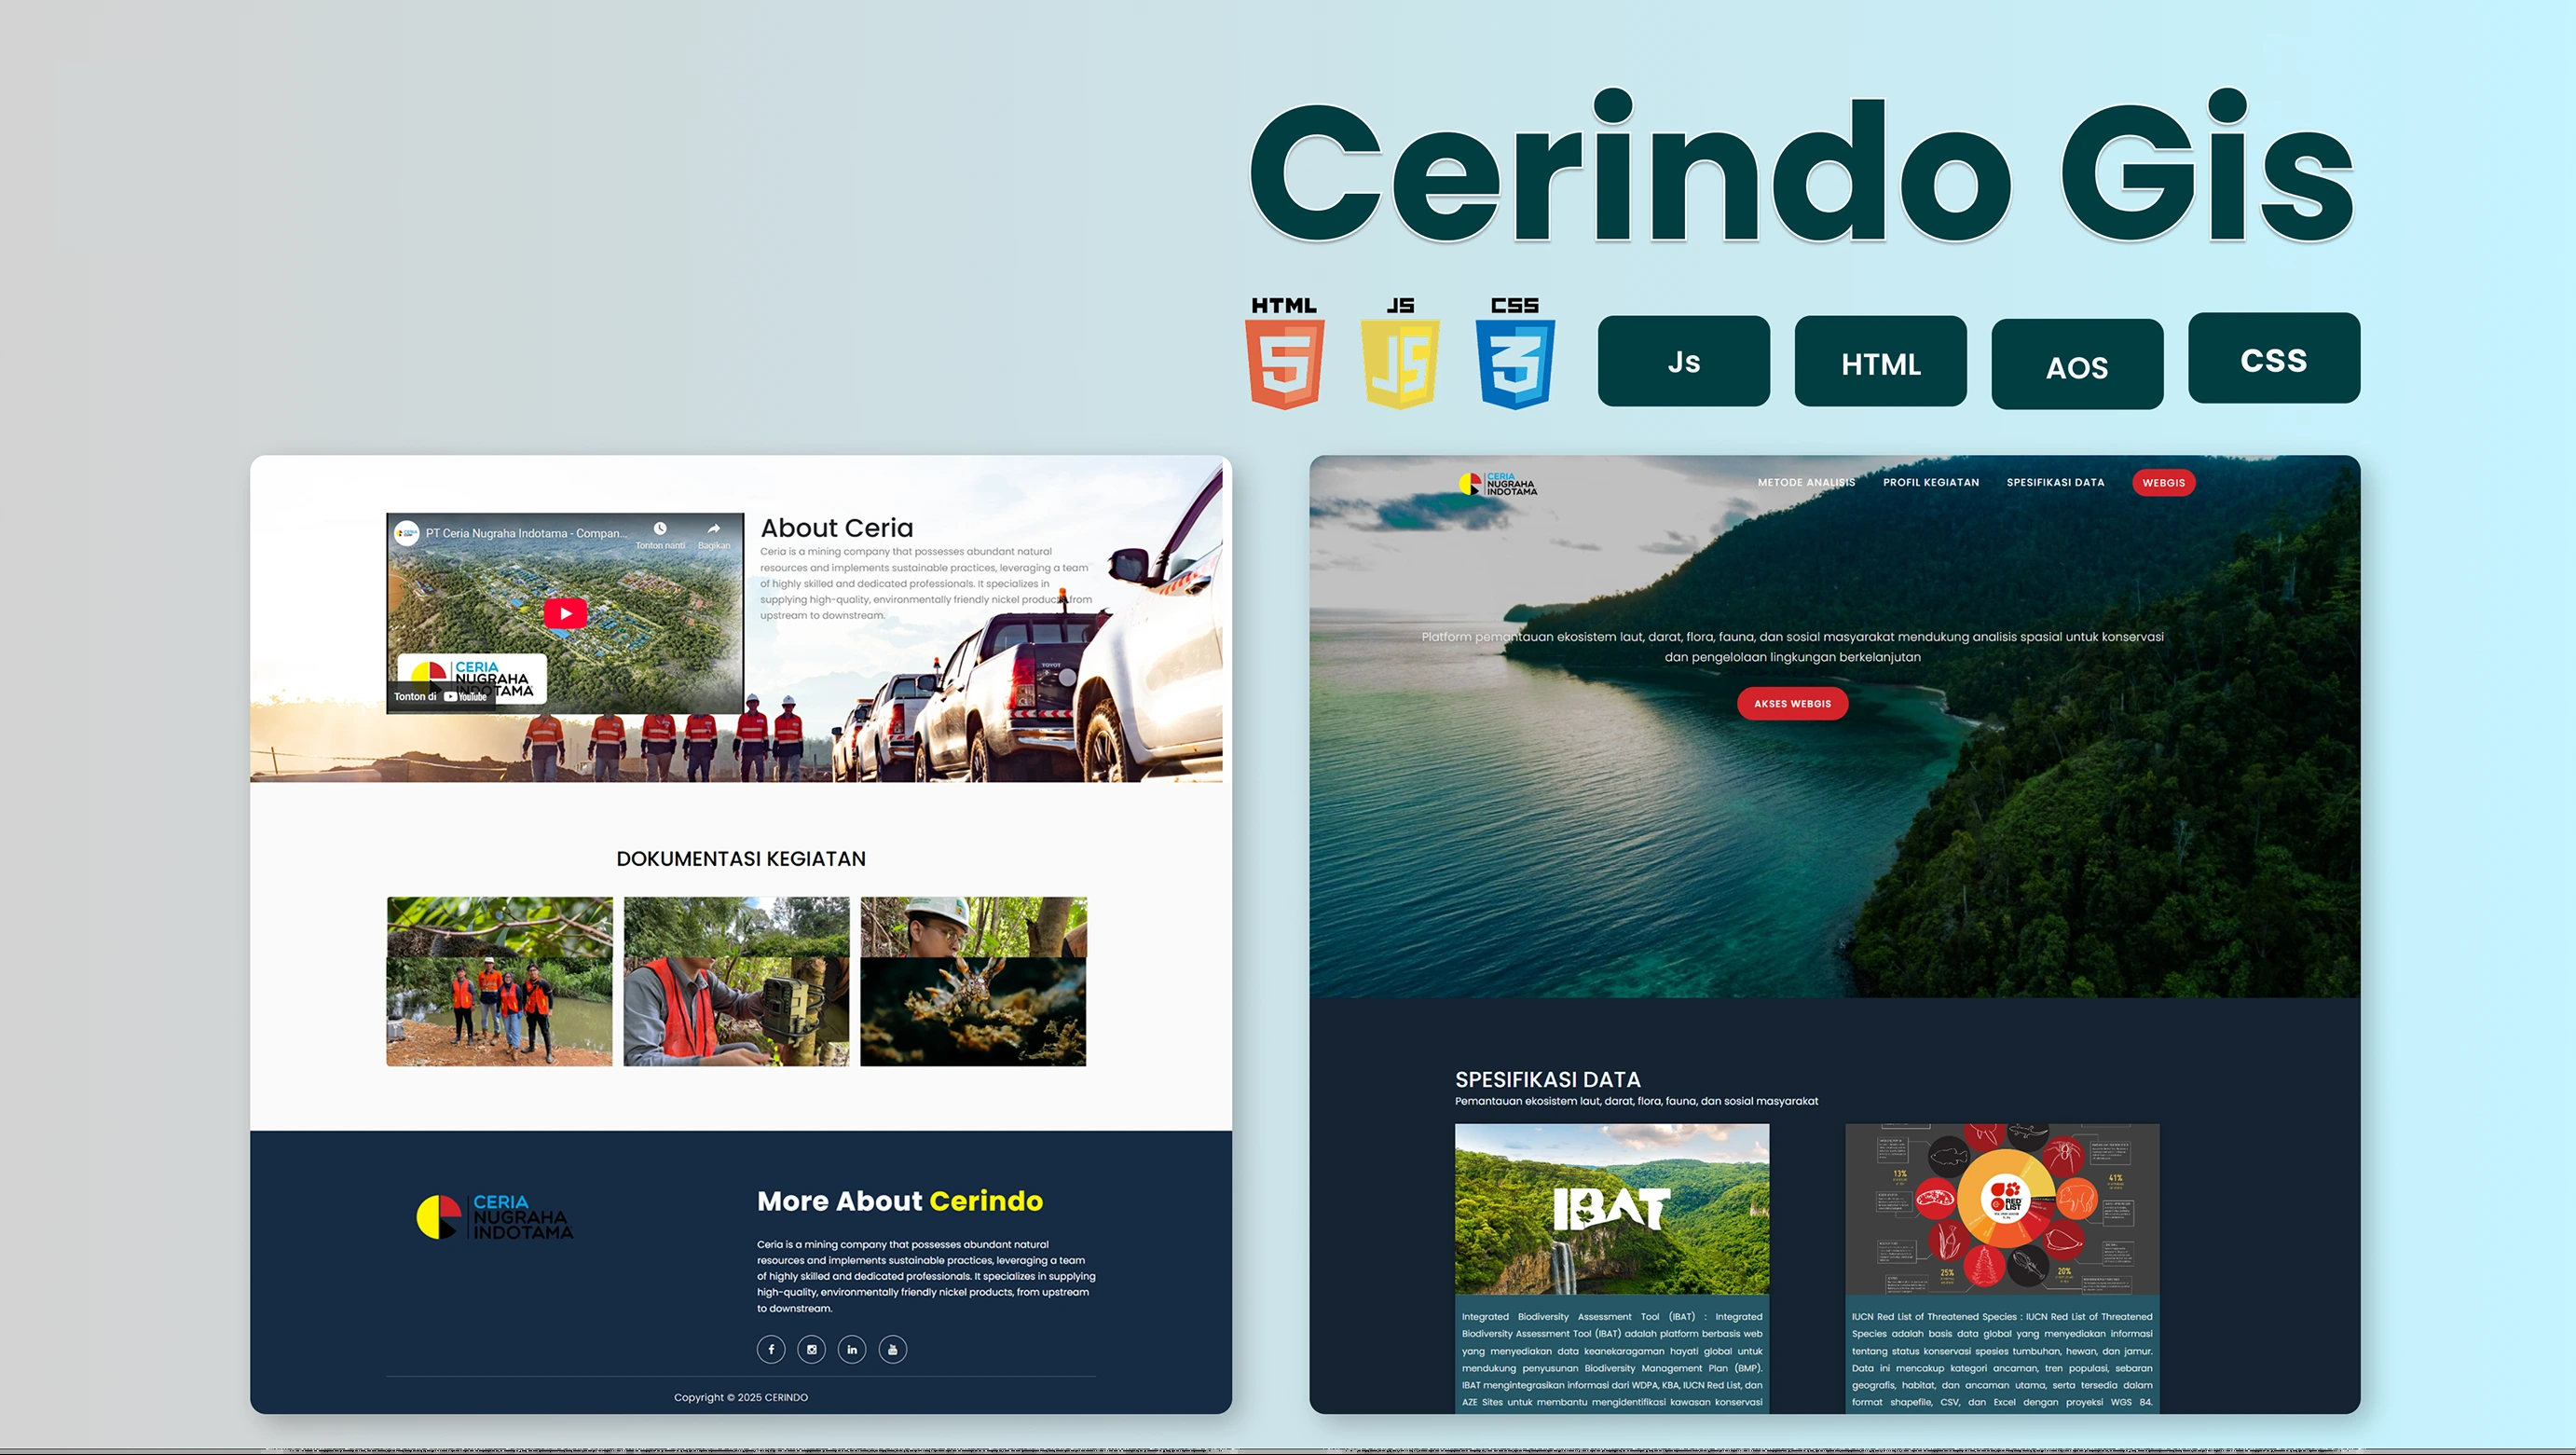 Cerindo Gis
HTML
JS
CSS
Js
HTML
AOS
CSS
PT Ceria Nugraha Indotama - Compan...
Tonton nanti
Bagikan
CERIA
NUGRAHA
INDOTAMA
Tonton di YouTube
About Ceria
Ceria is a mining company that possesses abundant natural
resources and implements sustainable practices, leveraging a team
of highly skilled and dedicated professionals. It specializes in
supplying high-quality, environmentally friendly nickel products, from
upstream to downstream.
TOYOT
DOKUMENTASI KEGIATAN
CERIA
NUGRAHA
INDOTAMA
More About Cerindo
Ceria is a mining company that possesses abundant natural
resources and implements sustainable practices, leveraging a team
of highly skilled and dedicated professionals. It specializes in supplying
high-quality, environmentally friendly nickel products, from upstream
to downstream.
Copyright © 2025 CERINDO
CERIA
NUGRAHA
INDOTAMA
METODE ANALISIS
PROFIL KEGIATAN
SPESIFIKASI DATA
WEBGIS
Platform pemantauan ekosistem laut, darat, flora, fauna, dan sosial masyarakat mendukung analisis spasial untuk konservasi
dan pengelolaan lingkungan berkelanjutan
AKSES WEBGIS
SPESIFIKASI DATA
Pemantauan ekosistem laut, darat, flora, fauna, dan sosial masyarakat
IBAT
Integrated Biodiversity Assessment Tool (IBAT) : Integrated
Biodiversity Assessment Tool (IBAT) adalah platform berbasis web
yang menyediakan data keanekaragaman hayati global untuk
mendukung penyusunan Biodiversity Management Plan (BMP).
IBAT mengintegrasikan informasi dari WDPA, KBA, IUCN Red List, dan
AZE Sites untuk membantu mengidentifikasi kawasan konservasi
13%
41%
RED
LIST
25%
20%
IUCN Red List of Threatened Species : IUCN Red List of Threatened
Species adalah basis data global yang menyediakan informasi
tentang status konservasi spesies tumbuhan, hewan, dan jamur.
Data ini mencakup kategori ancaman, tren populasi, sebaran
geografis, habitat, dan ancaman utama, serta tersedia dalam
format shapefile, CSV, dan Excel dengan proyeksi WGS 84.